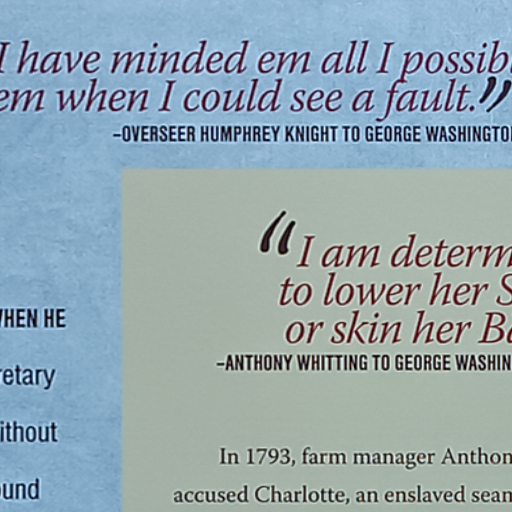 I have minded em all I possib
em when I could see a fault.”
–OVERSEER HUMPHREY KNIGHT TO GEORGE WASHINGTO
“I am determ
to lower her S
or skin her Ba
–ANTHONY WHITTING TO GEORGE WASHIN
WHEN HE
retary
ithout
ound
In 1793, farm manager Anthon
accused Charlotte, an enslaved seam